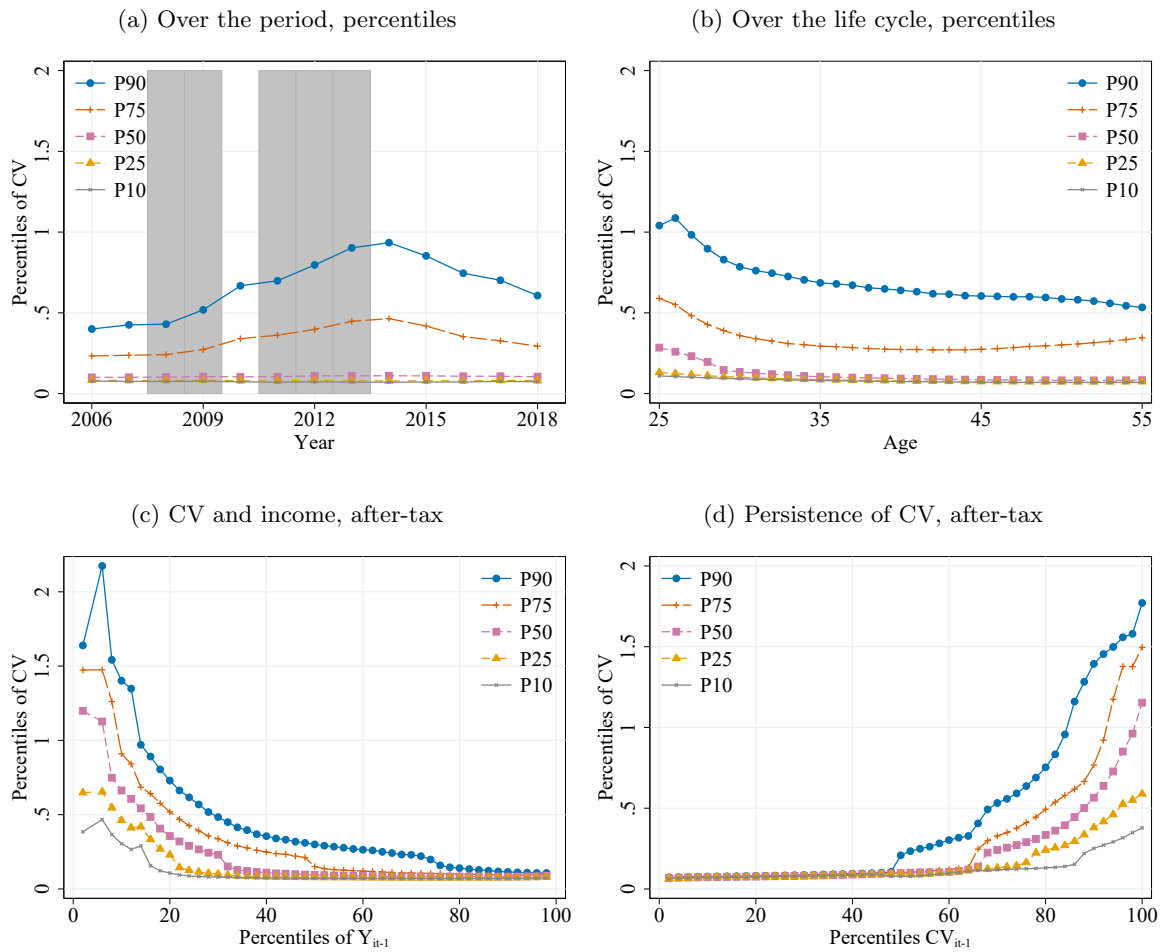 (a) Over the period, percentiles
Percentiles of CV
2
1.5
1
.5
0
P90
P75
P50
P25
P10
2006
2009
2012
2015
2018
Year
(b) Over the life cycle, percentiles
Percentiles of CV
2
1.5
1
.5
0
P90
P75
P50
P25
P10
25
35
45
55
Age
(c) CV and income, after-tax
Percentiles of CV
2
1.5
1
.5
0
P90
P75
P50
P25
P10
0
20
40
60
80
100
Percentiles of Y_it-1
(d) Persistence of CV, after-tax
Percentiles of CV
2
1.5
1
.5
0
P90
P75
P50
P25
P10
0
20
40
60
80
100
Percentiles CV_it-1